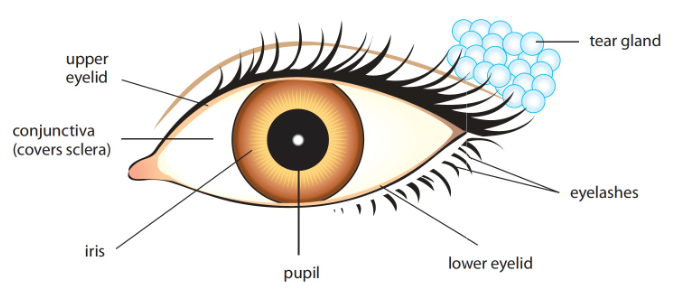 tear gland
upper
eyelid
conjunctiva
(covers sclera)
eyelashes
iris
lower eyelid
pupil